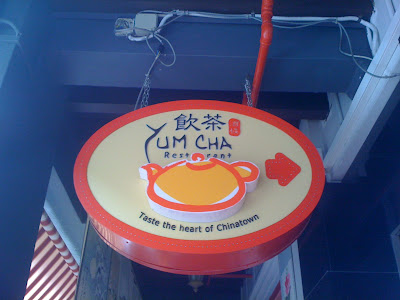 飲茶
YUM CHA
Restaurant
Taste the heart of Chinatown